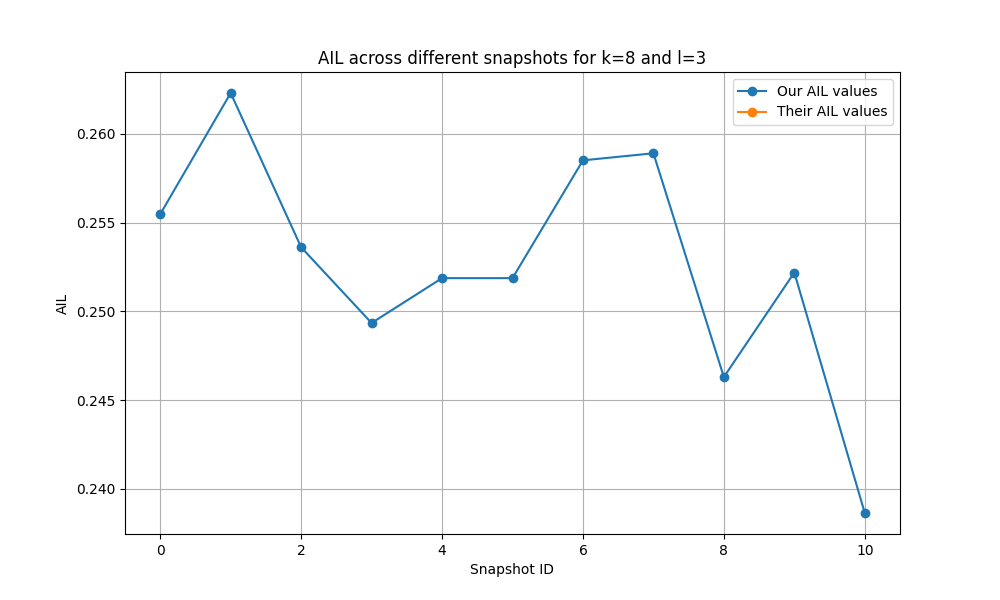 AIL across different snapshots for k=8 and l=3
Our AIL values
Their AIL values
0.260
0.255
0.250
0.245
0.240
AIL
0 2 4 6 8 10
Snapshot ID